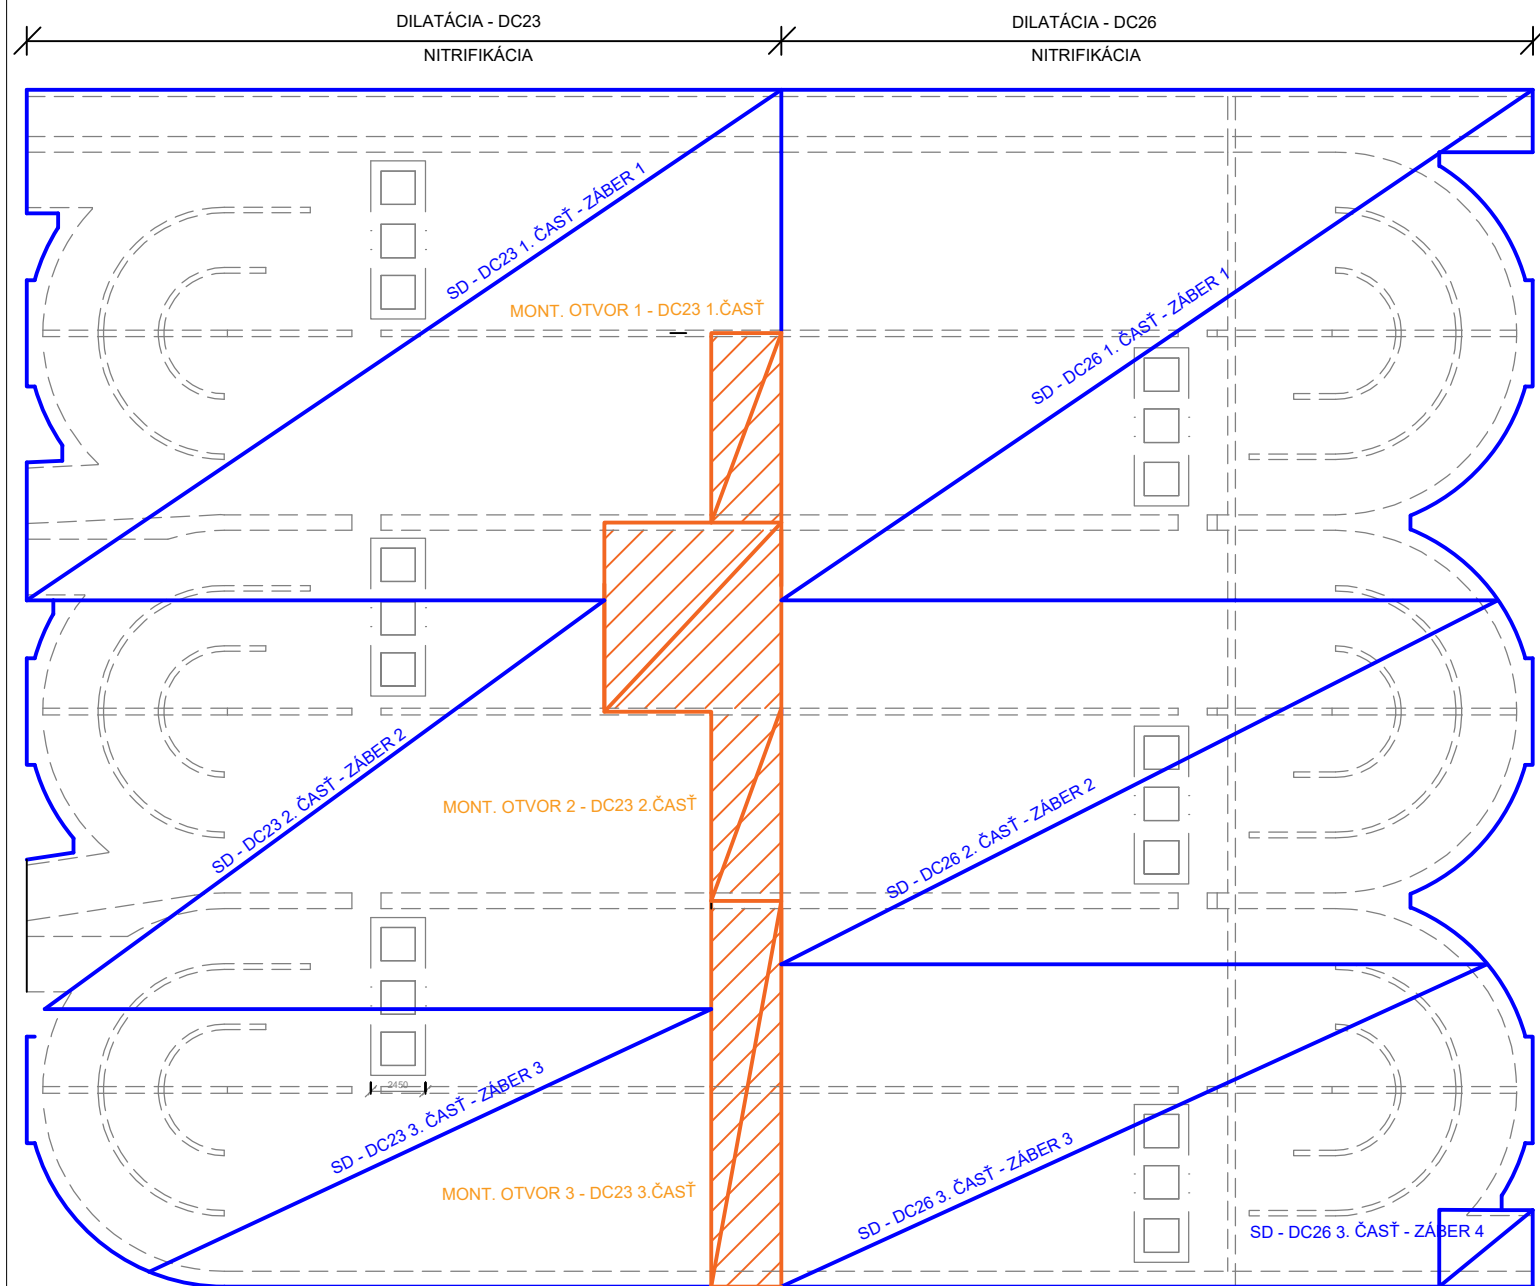 DILATÁCIA - DC23
DILATÁCIA - DC26
NITRIFIKÁCIA
NITRIFIKÁCIA
SD - DC23 1. ČASŤ - ZÁBER 1
SD - DC26 1. ČASŤ - ZÁBER 1
MONT. OTVOR 1 - DC23 1.ČASŤ
SD - DC23 2. ČASŤ - ZÁBER 2
MONT. OTVOR 2 - DC23 2.ČASŤ
SD - DC26 2. ČASŤ - ZÁBER 2
2450
SD - DC23 3. ČASŤ - ZÁBER 3
MONT. OTVOR 3 - DC23 3.ČASŤ
SD - DC26 3. ČASŤ - ZÁBER 3
SD - DC26 3. ČASŤ - ZÁBER 4